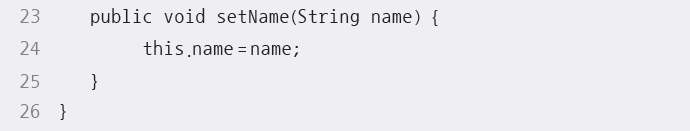 23 public void setName(String name) {
24 this.name=name;
25 }
26 }